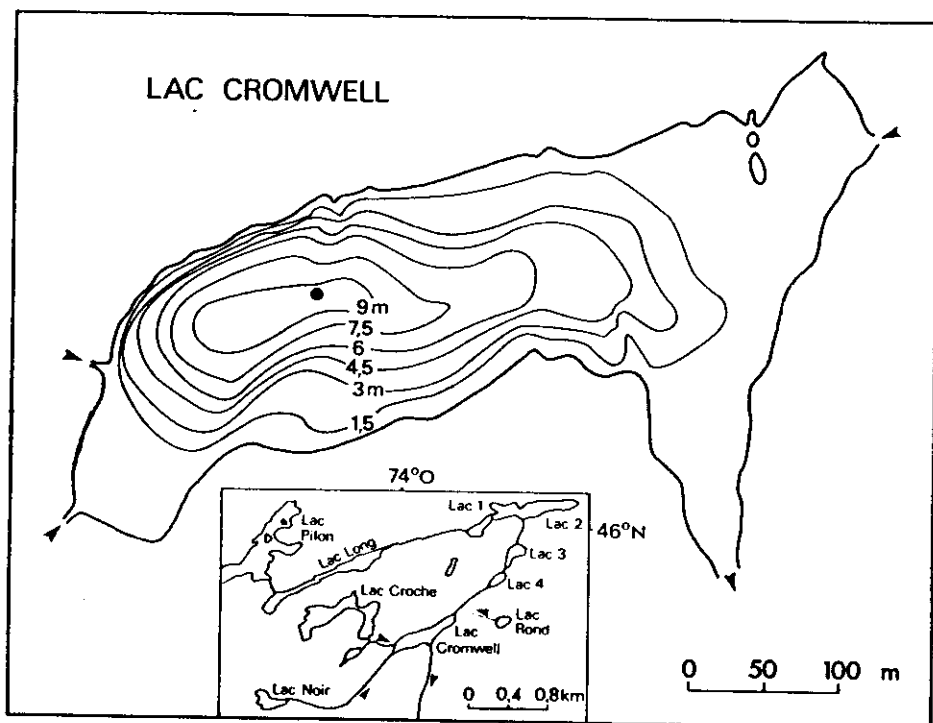 LAC CROMWELL
9 m
7,5
6
4,5
3 m
1,5
74°O
46°N
Lac 1
Lac 2
Lac
Pilon
Lac Long
Lac 3
Lac 4
Lac Croche
Lac
Rond
Lac
Cromwell
Lac Noir
0 0,4 0,8km
0 50 100 m